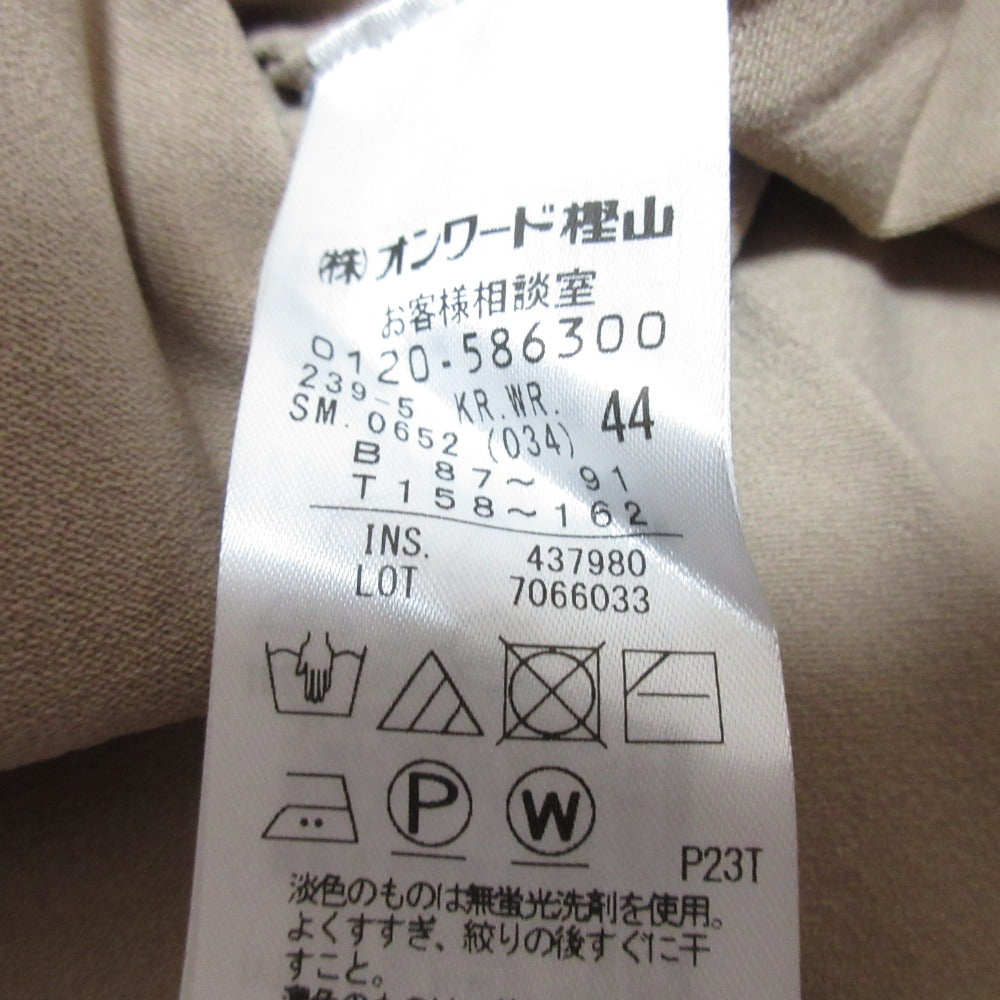 (株)オンワード樫山
お客様相談室
0120-586300
239-5 KR.WR. 44
SM.0652 (034)
B 87～91
T 158～162
INS. 437980
LOT 7066033
P W
P23T
淡色のものは無蛍光洗剤を使用。
よくすすぎ、絞りの後すぐに干
すこと。